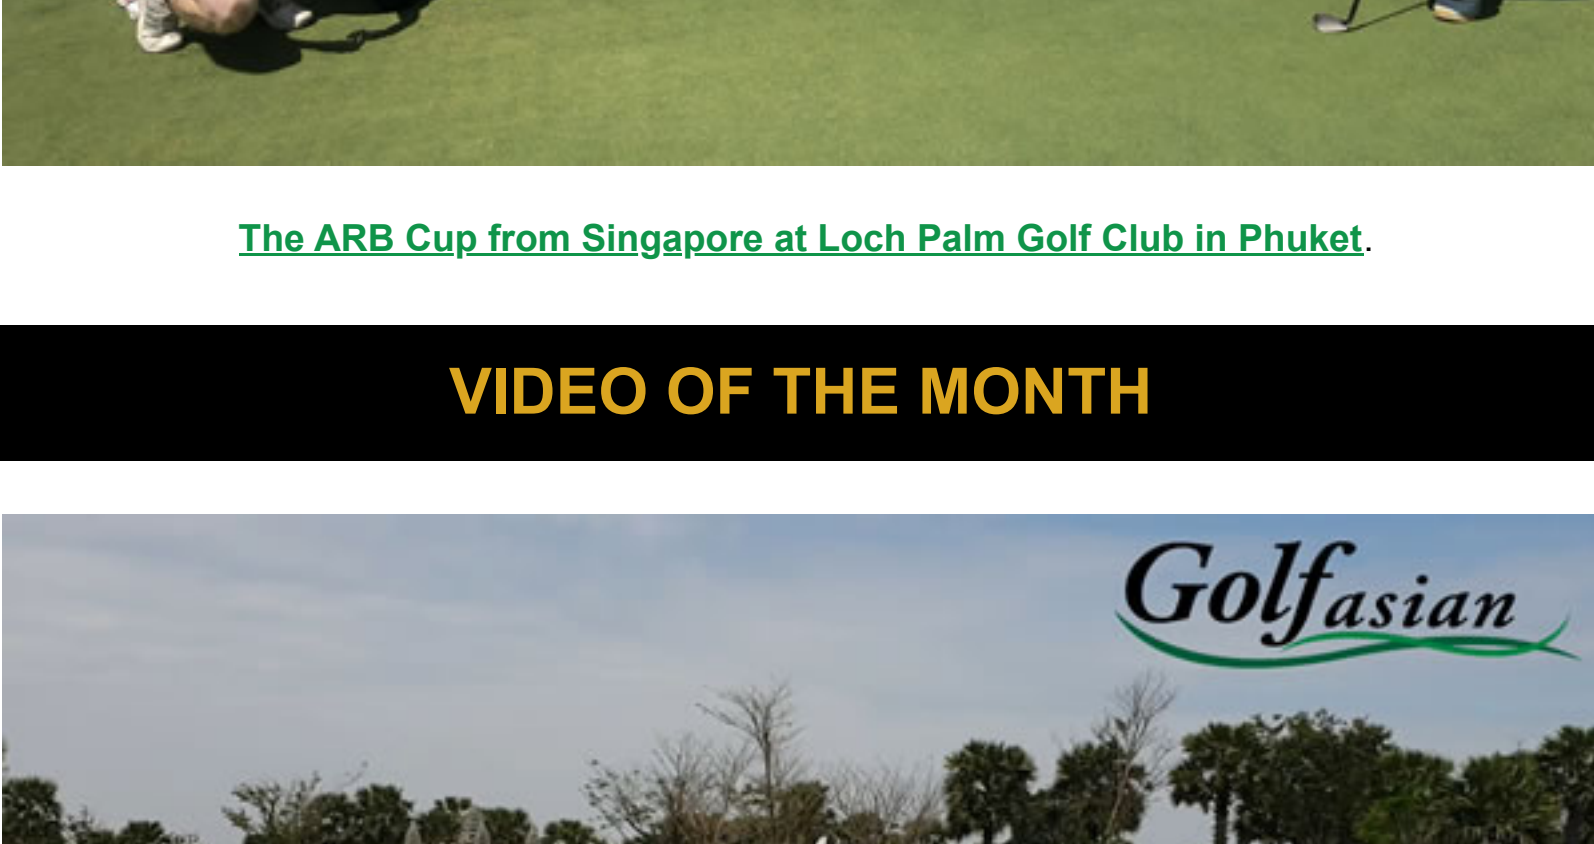 The ARB Cup from Singapore at Loch Palm Golf Club in Phuket.
VIDEO OF THE MONTH
Golfasian